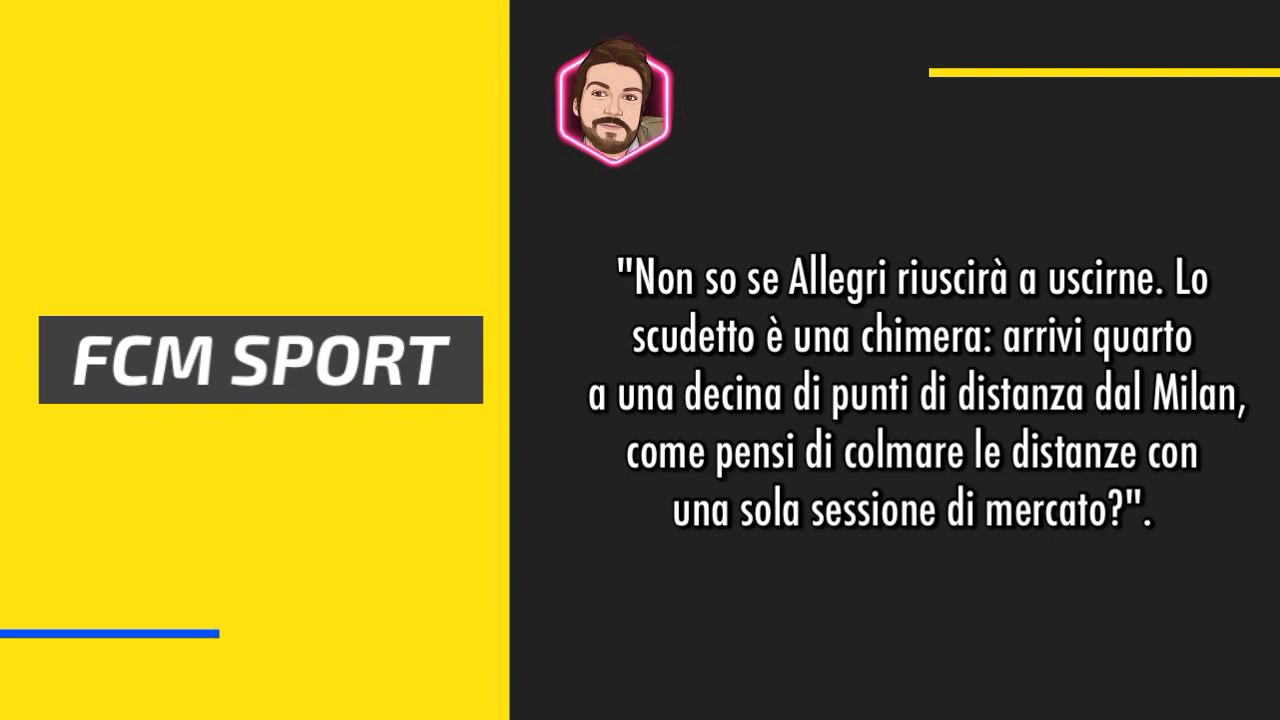 FCM SPORT
"Non so se Allegri riuscirà a uscirne. Lo
scudetto è una chimera: arrivi quarto
a una decina di punti di distanza dal Milan,
come pensi di colmare le distanze con
una sola sessione di mercato?".